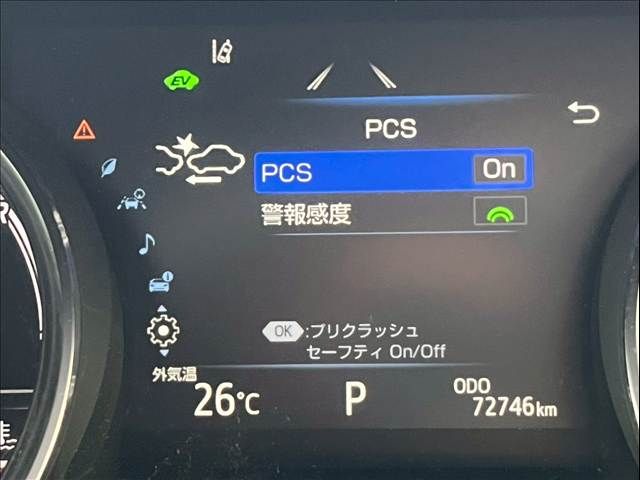 EV
PCS
PCS On
警報感度
OK :プリクラッシュ
セーフティ On/Off
外気温
26℃ P ODO
72746km